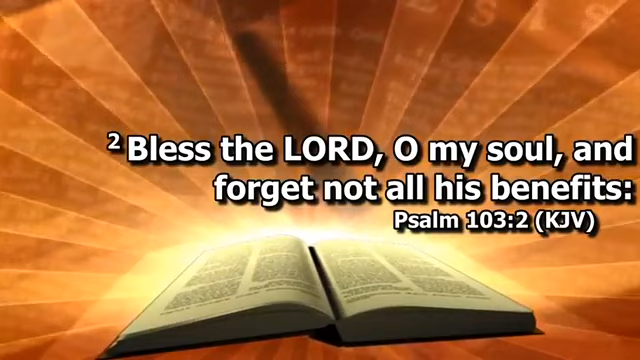 ² Bless the LORD, O my soul, and
forget not all his benefits:
Psalm 103:2 (KJV)